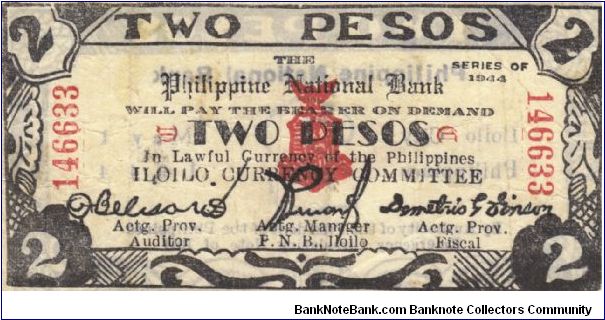 2 TWO PESOS 2
THE
SERIES OF
1944
Philippine National Bank
WILL PAY THE BEARER ON DEMAND
TWO PESOS
In Lawful Currency of the Philippines
ILOILO CURRENCY COMMITTEE
146633
146633
Actg. Prov. Auditor
Actg. Manager P. N. B., Iloilo
Actg. Prov. Fiscal
2 2
BankNoteBank.com Banknote Collectors Community